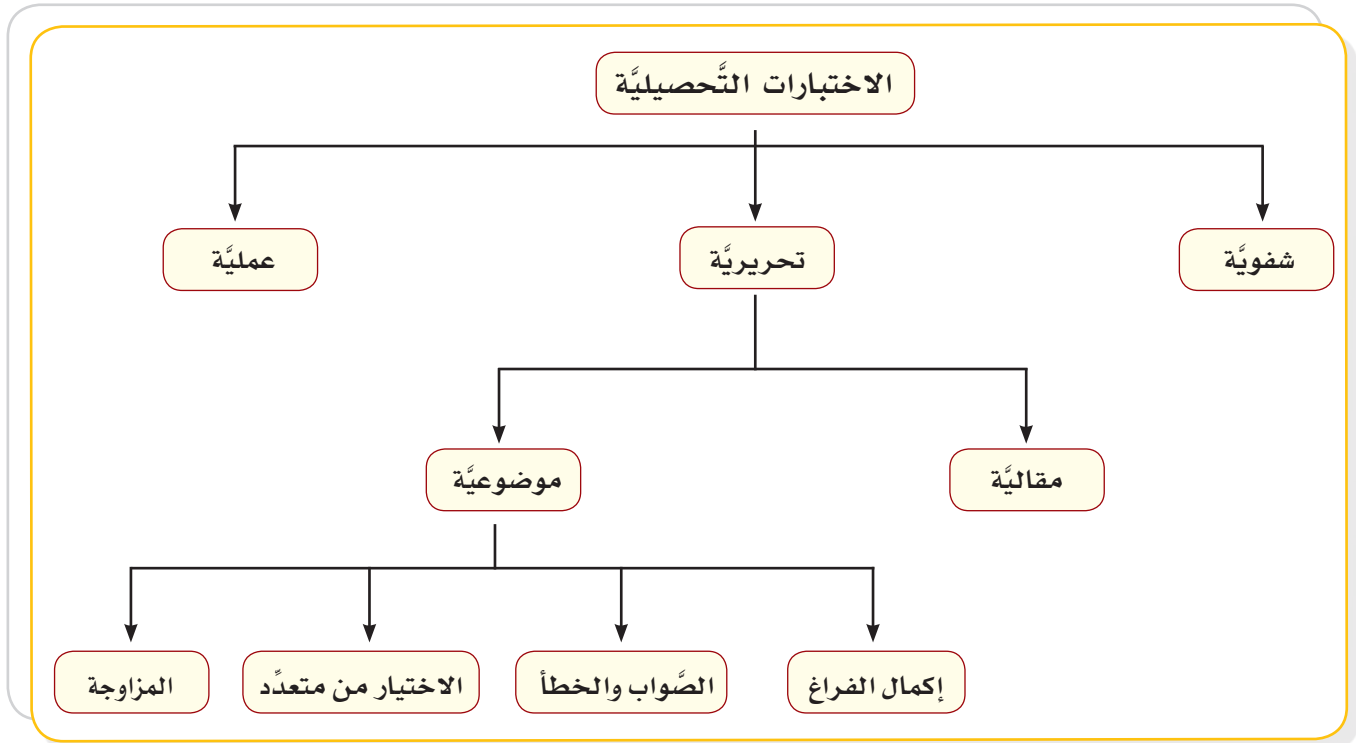 الاختبارات التَّحصيليَّة
شفويَّة
تحريريَّة
عمليَّة
مقاليَّة
موضوعيَّة
إكمال الفراغ
الصَّواب والخطأ
الاختيار من متعدِّد
المزاوجة